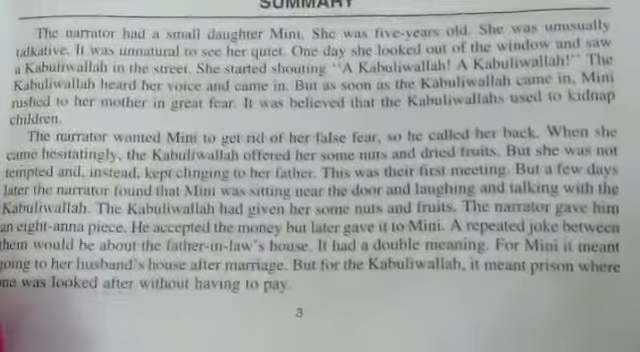 SUMMARY
The narrator had a small daughter Mini. She was five-years old. She was unusually
talkative. It was unnatural to see her quiet. One day she looked out of the window and saw
a Kabuliwallah in the street. She started shouting "A Kabuliwallah! A Kabuliwallah!" The
Kabuliwallah heard her voice and came in. But as soon as the Kabuliwallah came in, Mini
rushed to her mother in great fear. It was believed that the Kabuliwallahs used to kidnap
children.
The narrator wanted Mini to get rid of her false fear, so he called her back. When she
came hesitatingly, the Kabuliwallah offered her some nuts and dried fruits. But she was not
tempted and, instead, kept clinging to her father. This was their first meeting. But a few days
later the narrator found that Mini was sitting near the door and laughing and talking with the
Kabuliwallah. The Kabuliwallah had given her some nuts and fruits. The narrator gave him
an eight-anna piece. He accepted the money but later gave it to Mini. A repeated joke between
them would be about the father-in-law's house. It had a double meaning. For Mini it meant
going to her husband's house after marriage. But for the Kabuliwallah, it meant prison where
one was looked after without having to pay.
3